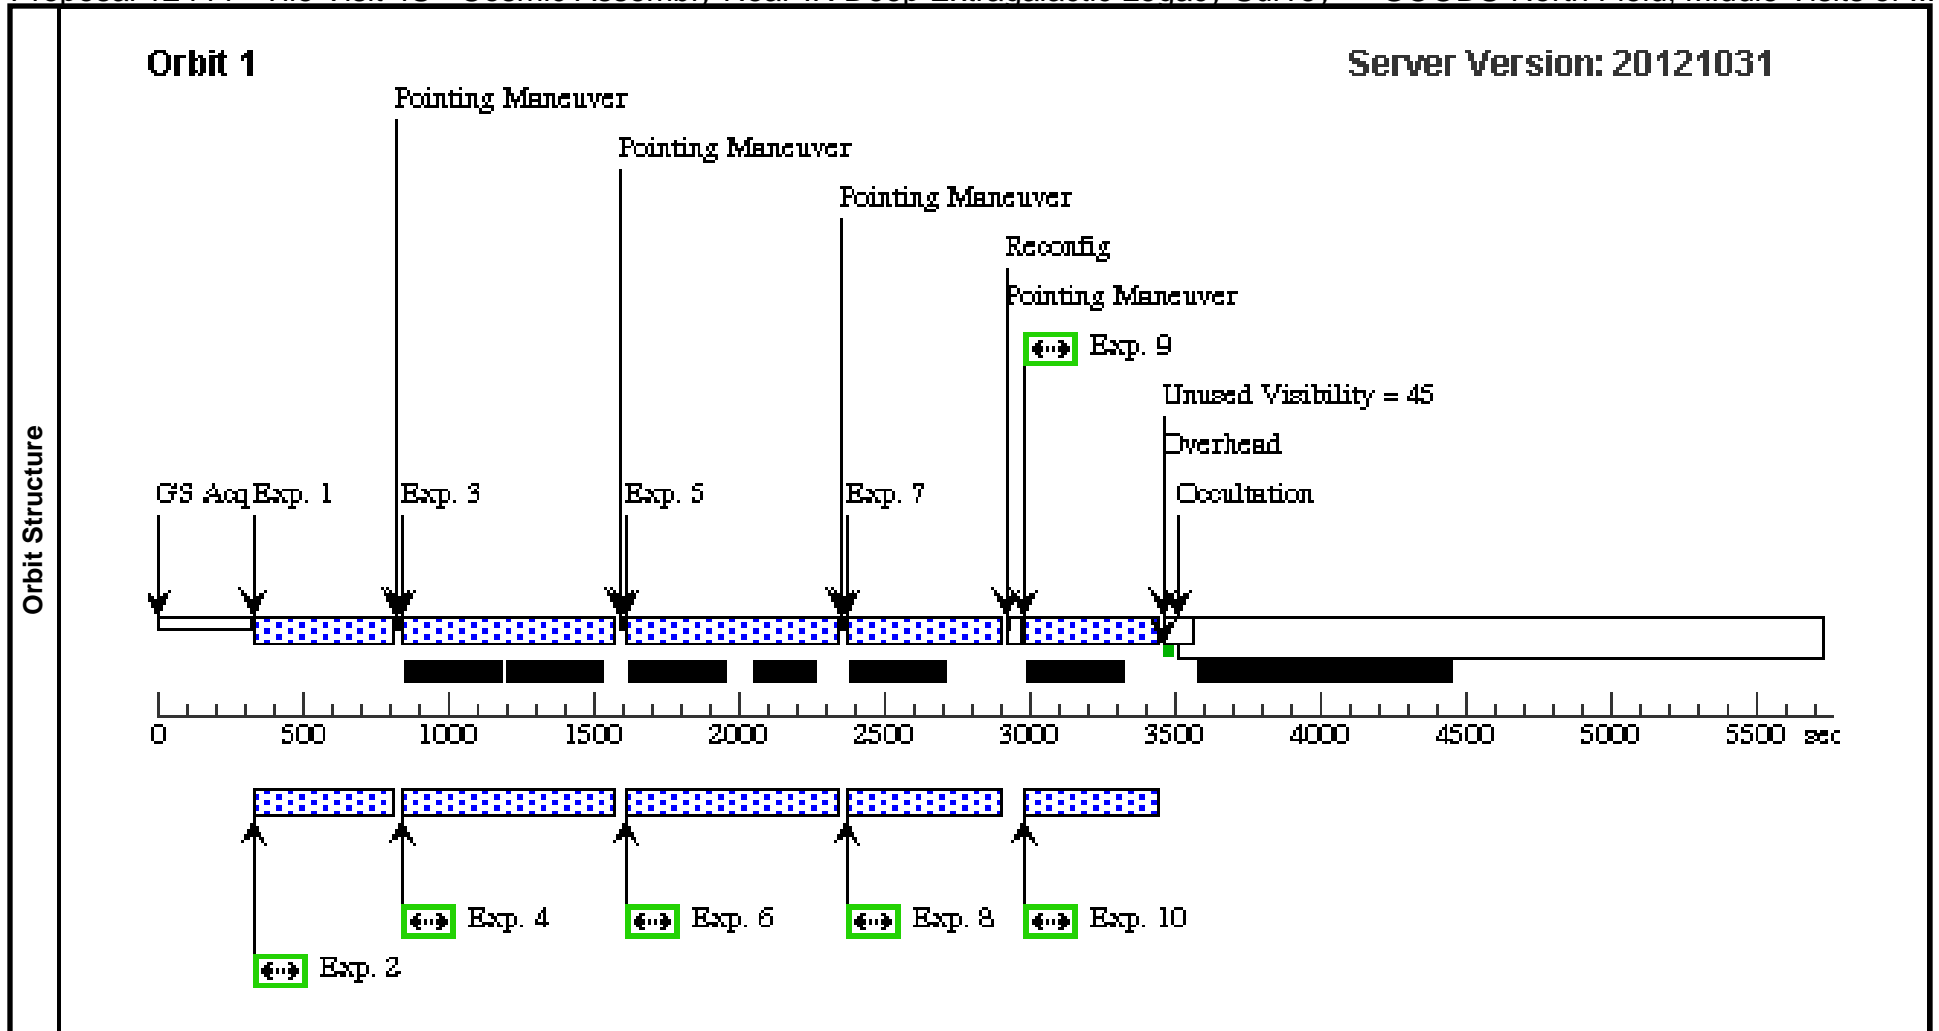 Orbit 1
Server Version: 20121031
Pointing Maneuver
Pointing Maneuver
Pointing Maneuver
Reconfig
Pointing Maneuver
Exp. 9
Unused Visibility = 45
Overhead
GS Acq Exp. 1 Exp. 3 Exp. 5 Exp. 7 Occultation
Orbit Structure
0 500 1000 1500 2000 2500 3000 3500 4000 4500 5000 5500 sec
Exp. 4 Exp. 6 Exp. 8 Exp. 10
Exp. 2